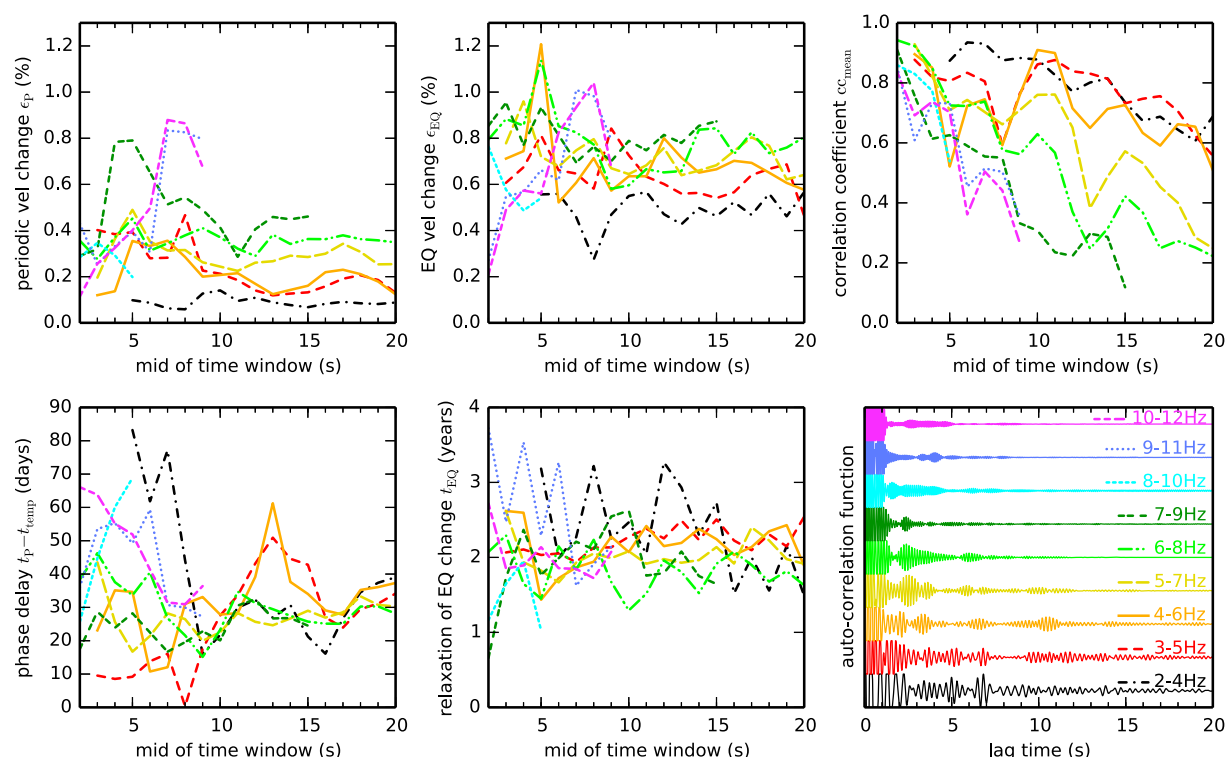 1.2
1.0
0.8
0.6
0.4
0.2
0.0
periodic vel change ϵ_P (%)
5
10
15
20
mid of time window (s)
1.2
1.0
0.8
0.6
0.4
0.2
0.0
EQ vel change ϵ_EQ (%)
5
10
15
20
mid of time window (s)
1.0
0.8
0.6
0.4
0.2
0.0
correlation coefficient cc_mean
5
10
15
20
mid of time window (s)
90
80
70
60
50
40
30
20
10
0
phase delay t_P−t_temp (days)
5
10
15
20
mid of time window (s)
4
3
2
1
0
relaxation of EQ change t_EQ (years)
5
10
15
20
mid of time window (s)
auto-correlation function
10-12Hz
9-11Hz
8-10Hz
7-9Hz
6-8Hz
5-7Hz
4-6Hz
3-5Hz
2-4Hz
0
5
10
15
20
lag time (s)